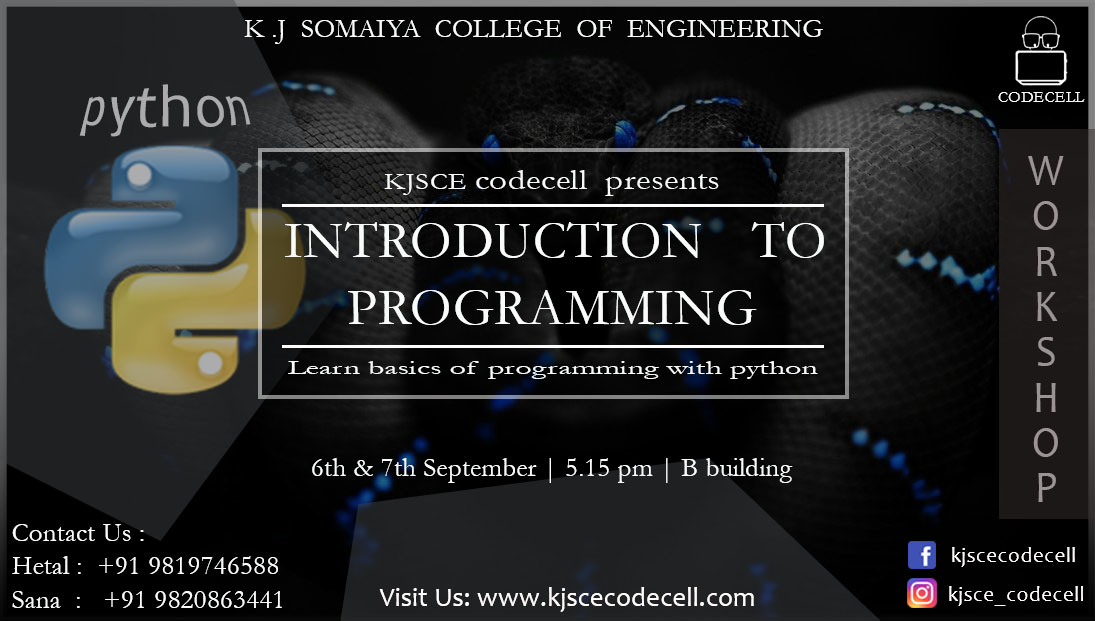 K .J SOMAIYA COLLEGE OF ENGINEERING
CODECELL
python
KJSCE codecell presents
INTRODUCTION TO
PROGRAMMING
Learn basics of programming with python
WORKSHOP
6th & 7th September | 5.15 pm | B building
Contact Us :
Hetal : +91 9819746588
Sana : +91 9820863441
Visit Us: www.kjscecodecell.com
kjscecodecell
kjsce_codecell